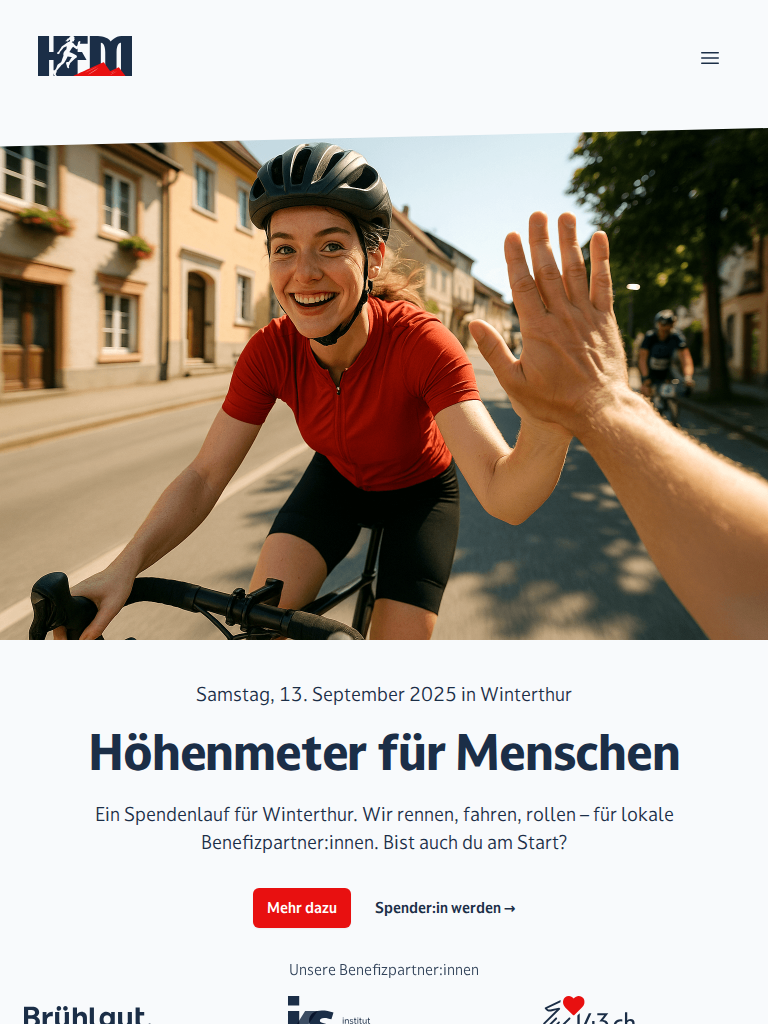 HFM
Samstag, 13. September 2025 in Winterthur
Höhenmeter für Menschen
Ein Spendenlauf für Winterthur. Wir rennen, fahren, rollen – für lokale
Benefizpartner:innen. Bist auch du am Start?
Mehr dazu
Spender:in werden →
Unsere Benefizpartner:innen
Brühlgut.
iks institut
143.ch